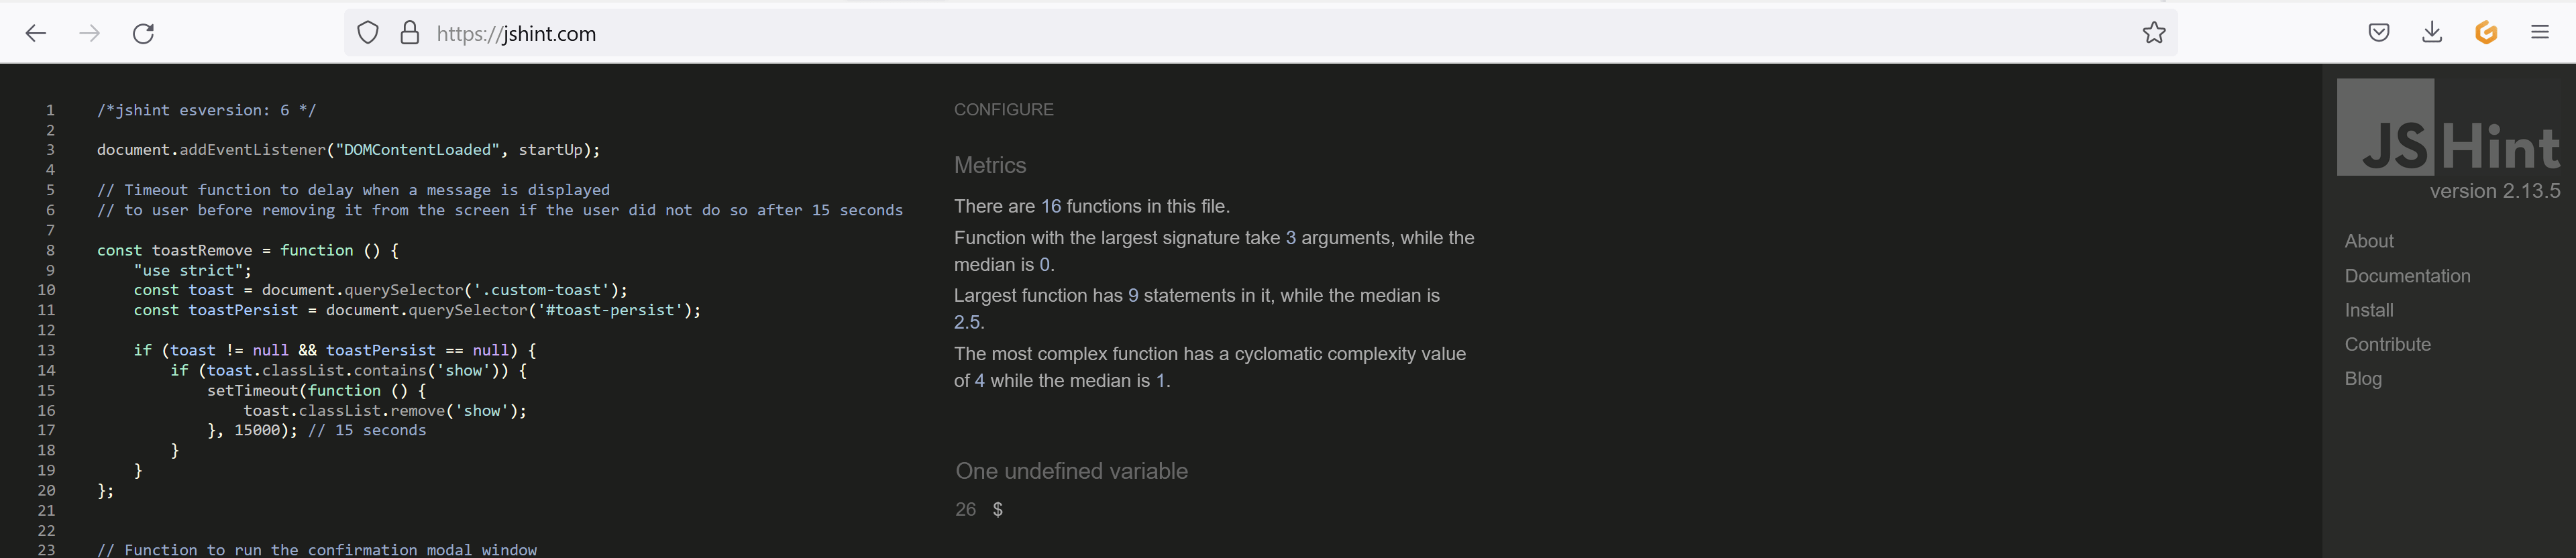 https://jshint.com
1 /*jshint esversion: 6 */
2
3 document.addEventListener("DOMContentLoaded", startUp);
4
5 // Timeout function to delay when a message is displayed
6 // to user before removing it from the screen if the user did not do so after 15 seconds
7
8 const toastRemove = function () {
9 "use strict";
10 const toast = document.querySelector('.custom-toast');
11 const toastPersist = document.querySelector('#toast-persist');
12
13 if (toast != null && toastPersist == null) {
14 if (toast.classList.contains('show')) {
15 setTimeout(function () {
16 toast.classList.remove('show');
17 }, 15000); // 15 seconds
18 }
19 }
20 };
21
22
23 // Function to run the confirmation modal window
CONFIGURE
Metrics
There are 16 functions in this file.
Function with the largest signature take 3 arguments, while the
median is 0.
Largest function has 9 statements in it, while the median is
2.5.
The most complex function has a cyclomatic complexity value
of 4 while the median is 1.
One undefined variable
26 $
JSHint
version 2.13.5
About
Documentation
Install
Contribute
Blog